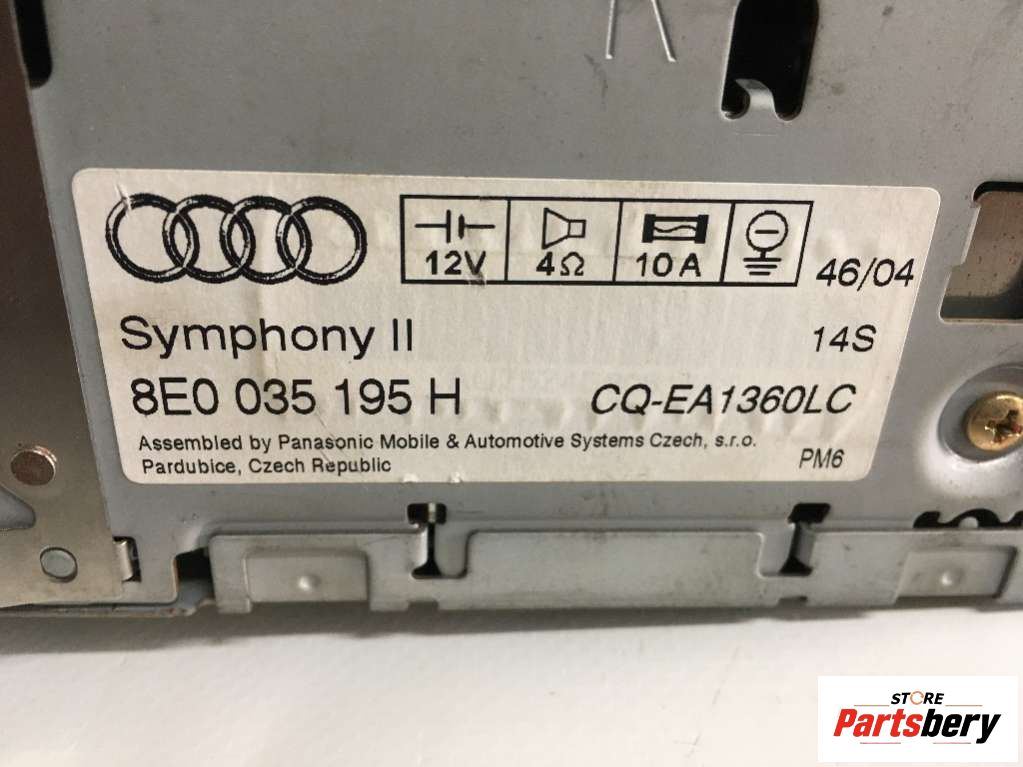 12V 4Ω 10A 46/04
Symphony II 14S
8E0 035 195 H CQ-EA1360LC
Assembled by Panasonic Mobile & Automotive Systems Czech, s.r.o.
Pardubice, Czech Republic PM6
STORE
Partsbery